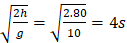 √(2h/g) = √(2.80/10) = 4s